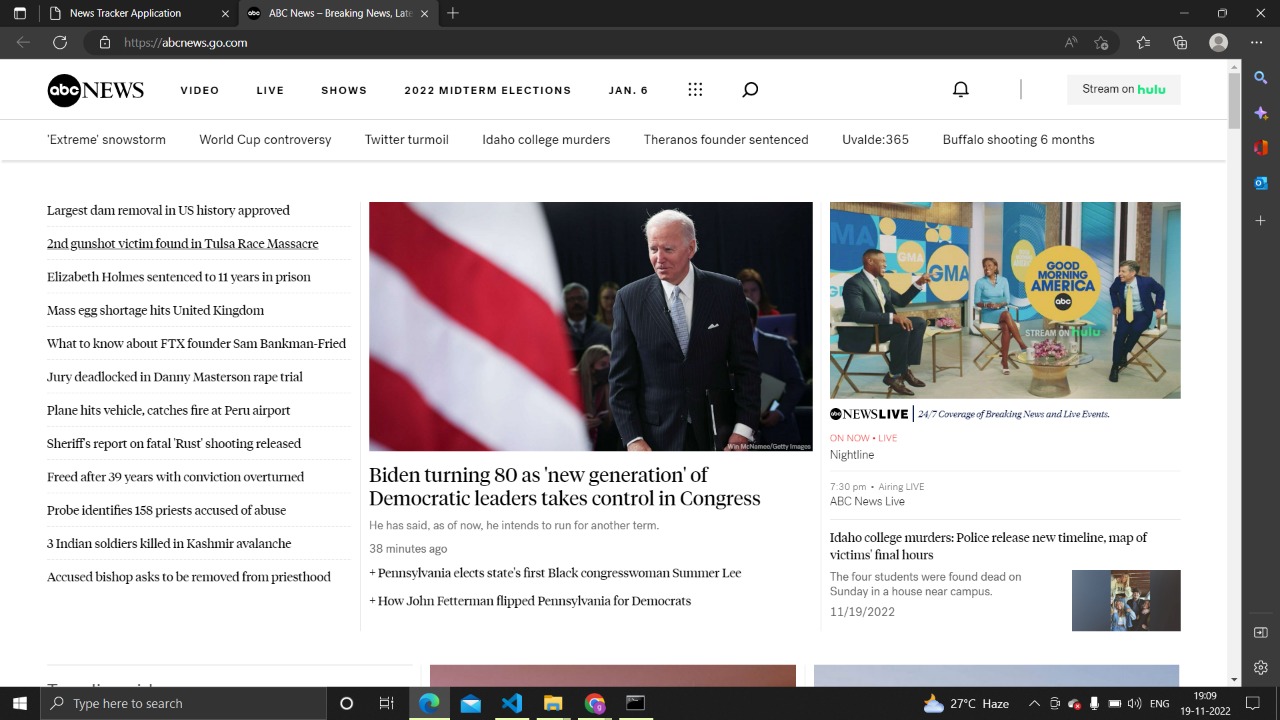 New Tab
ABC News – Breaking News, Late
https://abcnews.go.com
abc NEWS
VIDEO
LIVE
SHOWS
2022 MIDTERM ELECTIONS
JAN. 6
Stream on hulu
'Extreme' snowstorm
World Cup controversy
Twitter turmoil
Idaho college murders
Theranos founder sentenced
Uvalde:365
Buffalo shooting 6 months
Largest dam removal in US history approved
2nd gunshot victim found in Tulsa Race Massacre
Elizabeth Holmes sentenced to 11 years in prison
Mass egg shortage hits United Kingdom
What to know about FTX founder Sam Bankman-Fried
Jury deadlocked in Danny Masterson rape trial
Plane hits vehicle, catches fire at Peru airport
Sheriff's report on fatal 'Rust' shooting released
Freed after 39 years with conviction overturned
Probe identifies 158 priests accused of abuse
3 Indian soldiers killed in Kashmir avalanche
Accused bishop asks to be removed from priesthood
Win McNamee/Getty Images
Biden turning 80 as 'new generation' of
Democratic leaders takes control in Congress
He has said, as of now, he intends to run for another term.
38 minutes ago
+ Pennsylvania elects state's first Black congresswoman Summer Lee
+ How John Fetterman flipped Pennsylvania for Democrats
GMA
GMA
GOOD
MORNING
AMERICA
abc
STREAM ON hulu
abc NEWS LIVE
24/7 Coverage of Breaking News and Live Events.
ON NOW • LIVE
Nightline
7:30 pm • Airing LIVE
ABC News Live
Idaho college murders: Police release new timeline, map of
victims' final hours
The four students were found dead on
Sunday in a house near campus.
11/19/2022
Type here to search
27°C Haze
ENG
19:09
19-11-2022